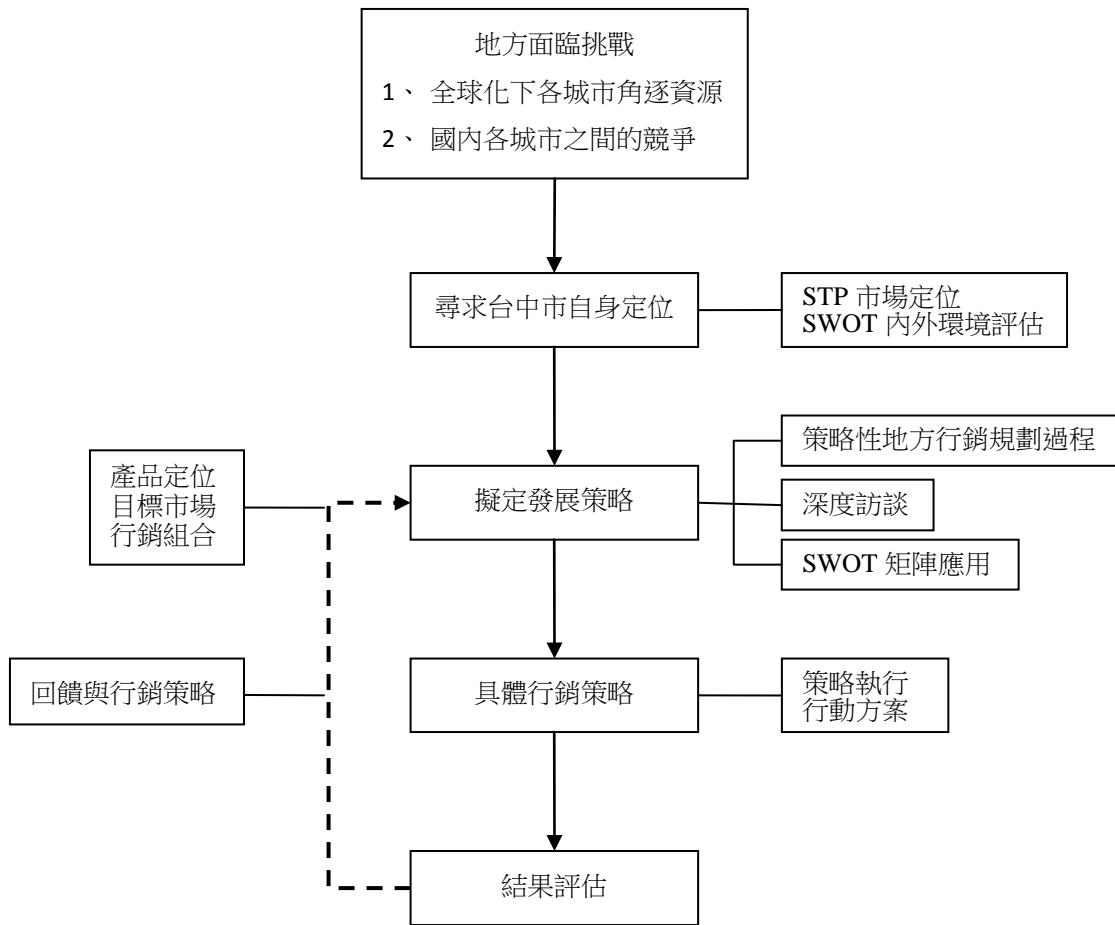 地方面臨挑戰
1、 全球化下各城市角逐資源
2、 國內各城市之間的競爭
尋求台中市自身定位
STP 市場定位
SWOT 內外環境評估
策略性地方行銷規劃過程
產品定位
目標市場
行銷組合
擬定發展策略
深度訪談
SWOT 矩陣應用
回饋與行銷策略
具體行銷策略
策略執行
行動方案
結果評估